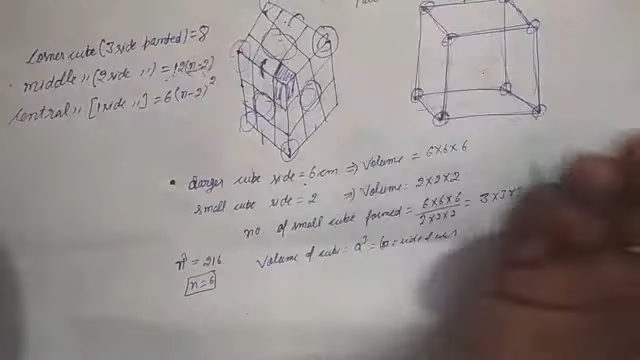 Corner cube (3 side painted) = 8
middle ,, (2 side ,,) = 12(n-2)
Central ,, [1 side ,,] = 6(n-2)²
• Larger cube side = 6 cm ⇒ Volume = 6×6×6
small cube side = 2 ⇒ Volume: 2×2×2
no. of small cube formed = 6×6×6 / 2×2×2 = 3×3×
n³ = 216
n=6
Volume of cube = a³